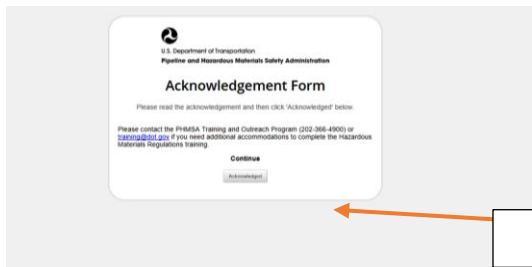 U.S. Department of Transportation
Pipeline and Hazardous Materials Safety Administration
Acknowledgement Form
Please read the acknowledgement and then click 'Acknowledged' below.
Please contact the PHMSA Training and Outreach Program (202-366-4900) or
training@dot.gov if you need additional accommodations to complete the Hazardous
Materials Regulations training.
Continue
Acknowledged